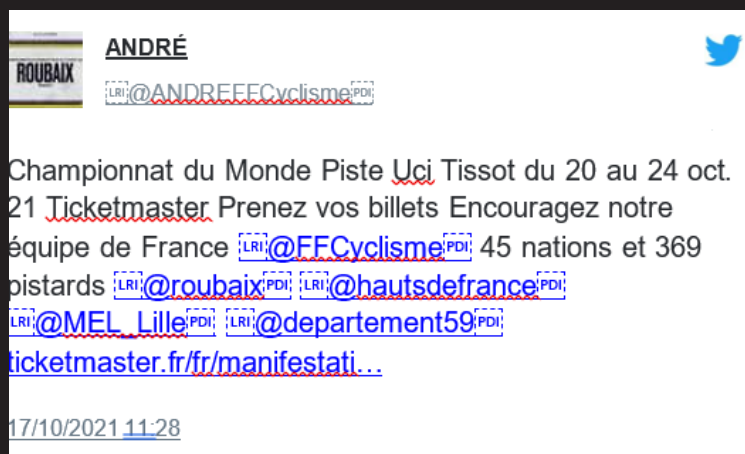 ROUBAIX
ANDRÉ
@ANDREFFCyclisme
Championnat du Monde Piste Uci Tissot du 20 au 24 oct.
21 Ticketmaster Prenez vos billets Encouragez notre
équipe de France @FFCyclisme 45 nations et 369
pistards @roubaix @hautsdefrance
@MEL_Lille @departement59
ticketmaster.fr/fr/manifestati…
17/10/2021 11:28